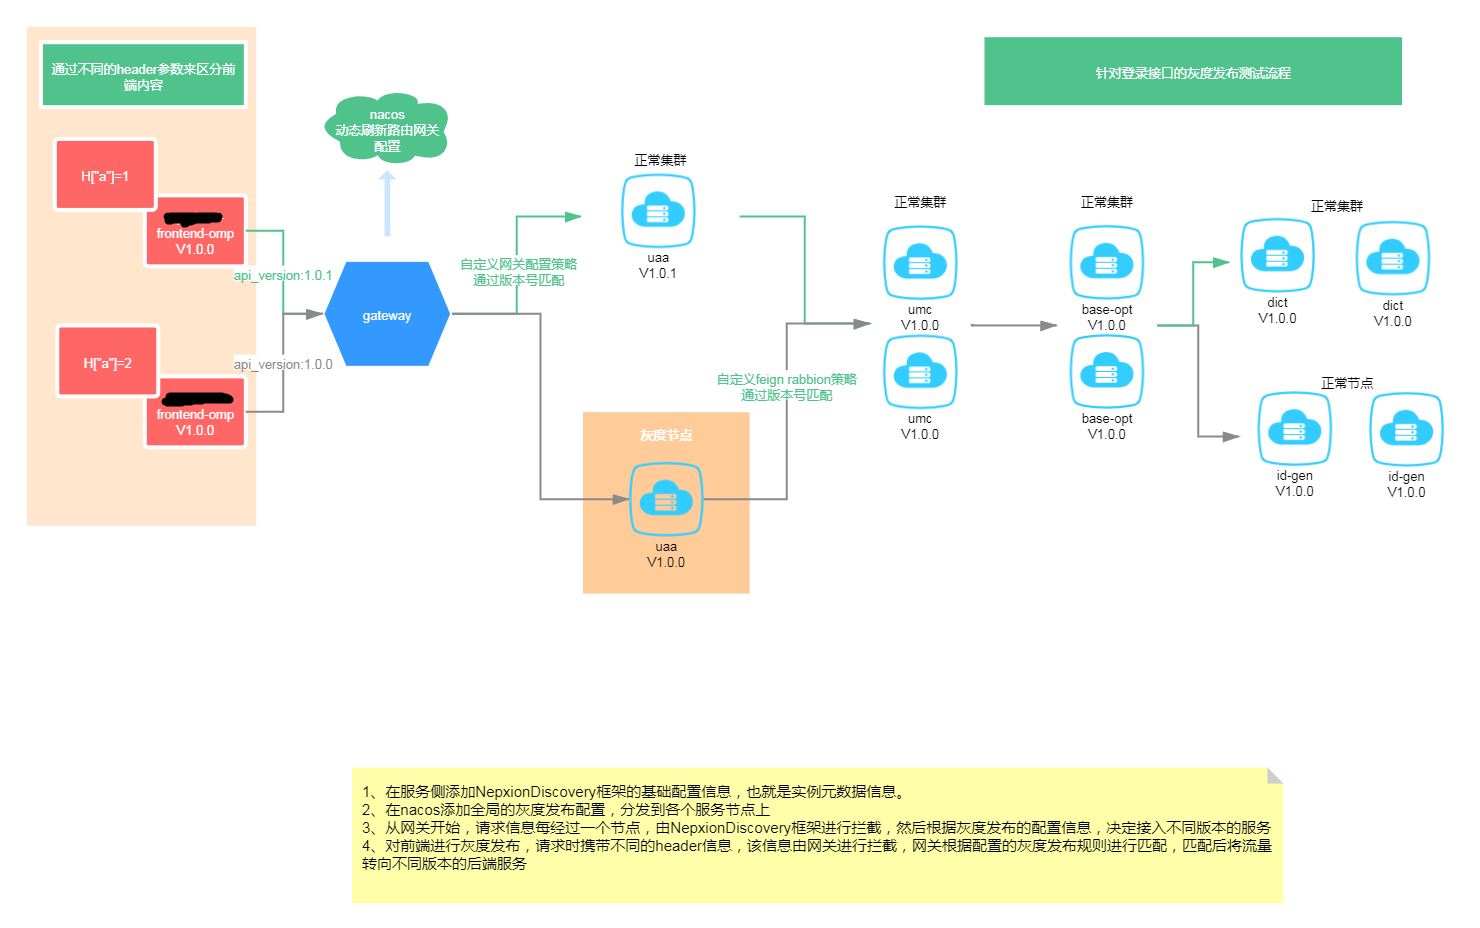 通过不同的header参数来区分前
端内容
H["a"]=1
frontend-omp
V1.0.0
api_version:1.0.1
H["a"]=2
api_version:1.0.0
frontend-omp
V1.0.0
nacos
动态刷新路由网关
配置
gateway
自定义网关配置策略
通过版本号匹配
正常集群
uaa
V1.0.1
灰度节点
uaa
V1.0.0
自定义feign rabbion策略
通过版本号匹配
针对登录接口的灰度发布测试流程
正常集群
umc
V1.0.0
umc
V1.0.0
正常集群
base-opt
V1.0.0
base-opt
V1.0.0
正常集群
dict
V1.0.0
dict
V1.0.0
正常节点
id-gen
V1.0.0
id-gen
V1.0.0
1、在服务侧添加NepxionDiscovery框架的基础配置信息，也就是实例元数据信息。
2、在nacos添加全局的灰度发布配置，分发到各个服务节点上
3、从网关开始，请求信息每经过一个节点，由NepxionDiscovery框架进行拦截，然后根据灰度发布的配置信息，决定接入不同版本的服务
4、对前端进行灰度发布，请求时携带不同的header信息，该信息由网关进行拦截，网关根据配置的灰度发布规则进行匹配，匹配后将流量
转向不同版本的后端服务